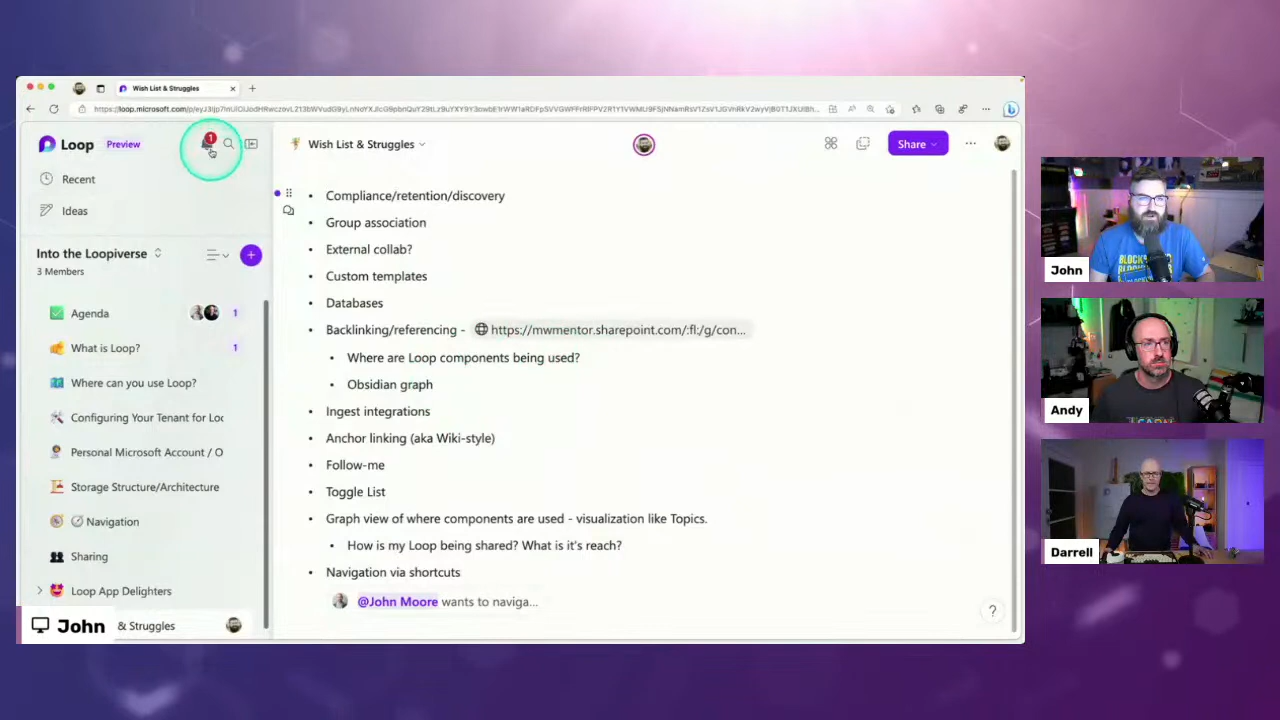 Wish List & Struggles
Loop Preview
1
Wish List & Struggles
Share
Recent
Ideas
Into the Loopiverse
3 Members
Agenda 1
What is Loop? 1
Where can you use Loop?
Configuring Your Tenant for Loc
Personal Microsoft Account / O
Storage Structure/Architecture
Navigation
Sharing
Loop App Delighters
& Struggles
John
• Compliance/retention/discovery
• Group association
• External collab?
• Custom templates
• Databases
• Backlinking/referencing - https://mwmentor.sharepoint.com/:fl:/g/con...
• Where are Loop components being used?
• Obsidian graph
• Ingest integrations
• Anchor linking (aka Wiki-style)
• Follow-me
• Toggle List
• Graph view of where components are used - visualization like Topics.
• How is my Loop being shared? What is it's reach?
• Navigation via shortcuts
@John Moore wants to naviga...
?
John
Andy
Darrell